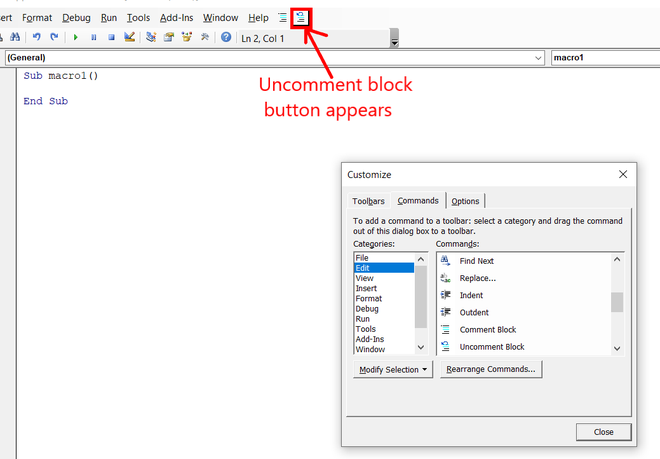 Format Debug Run Tools Add-Ins Window Help
Ln 2, Col 1
(General) macro1
Sub macro1()
End Sub
Uncomment block
button appears
Customize
Toolbars Commands Options
To add a command to a toolbar: select a category and drag the command
out of this dialog box to a toolbar.
Categories: Commands:
File
Edit
View
Insert
Format
Debug
Run
Tools
Add-Ins
Window
Find Next
Replace...
Indent
Outdent
Comment Block
Uncomment Block
Modify Selection Rearrange Commands...
Close